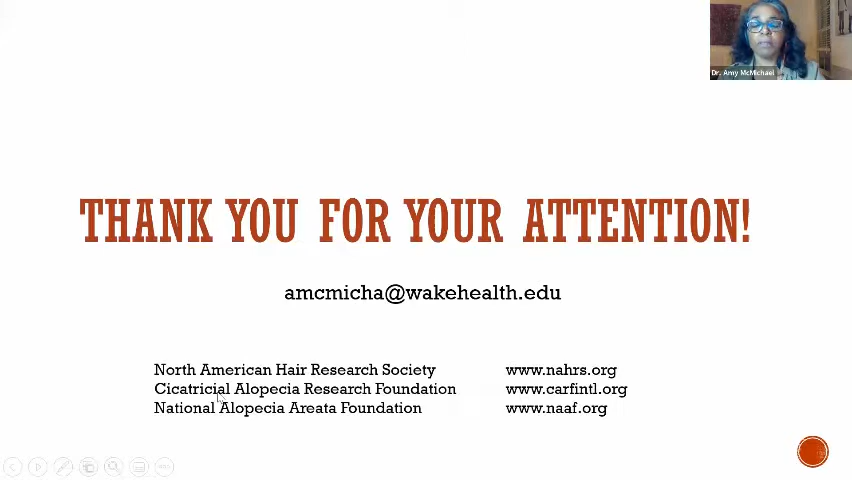 Dr. Amy McMichael
THANK YOU FOR YOUR ATTENTION!
amcmicha@wakehealth.edu
North American Hair Research Society www.nahrs.org
Cicatricial Alopecia Research Foundation www.carfintl.org
National Alopecia Areata Foundation www.naaf.org